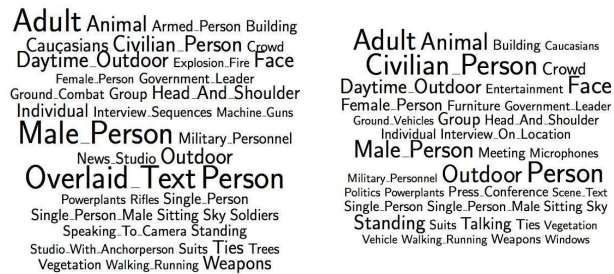 Adult Animal Armed_Person Building
Caucasians Civilian_Person Crowd
Daytime_Outdoor Explosion_Fire Face
Female_Person Government_Leader
Ground_Combat Group Head_And_Shoulder
Individual Interview_Sequences Machine_Guns
Male_Person Military_Personnel
News_Studio Outdoor
Overlaid_Text Person
Powerplants Rifles Single_Person
Single_Person_Male Sitting Sky Soldiers
Speaking_To_Camera Standing
Studio_With_Anchorperson Suits Ties Trees
Vegetation Walking_Running Weapons
Adult Animal Building Caucasians
Civilian_Person Crowd
Daytime_Outdoor Entertainment Face
Female_Person Furniture Government_Leader
Ground_Vehicles Group Head_And_Shoulder
Individual Interview_On_Location
Male_Person Meeting Microphones
Military_Personnel Outdoor Person
Politics Powerplants Press_Conference Scene_Text
Single_Person Single_Person_Male Sitting Sky
Standing Suits Talking Ties Vegetation
Vehicle Walking_Running Weapons Windows